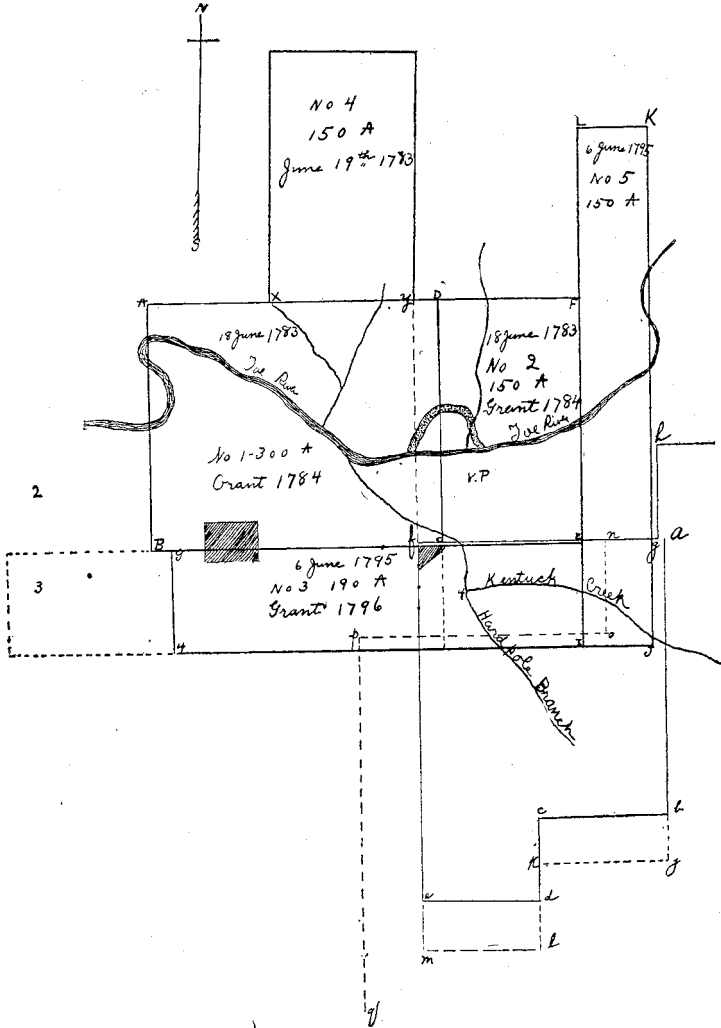 N
S
No 4
150 A
June 19th 1783
L K
6 June 1795
No 5
150 A
A X y D F
18 June 1783
Toe River
18 June 1783
No 2
150 A
Grant 1784
Toe River
No 1-300 A
Grant 1784
V.P
l
2
B g f d E n g a
6 June 1795
No 3 190 A
Grant 1796
3
Kentuck Creek
Hard pole Branch
4 p I o J
c b
K j
e d
m l
q